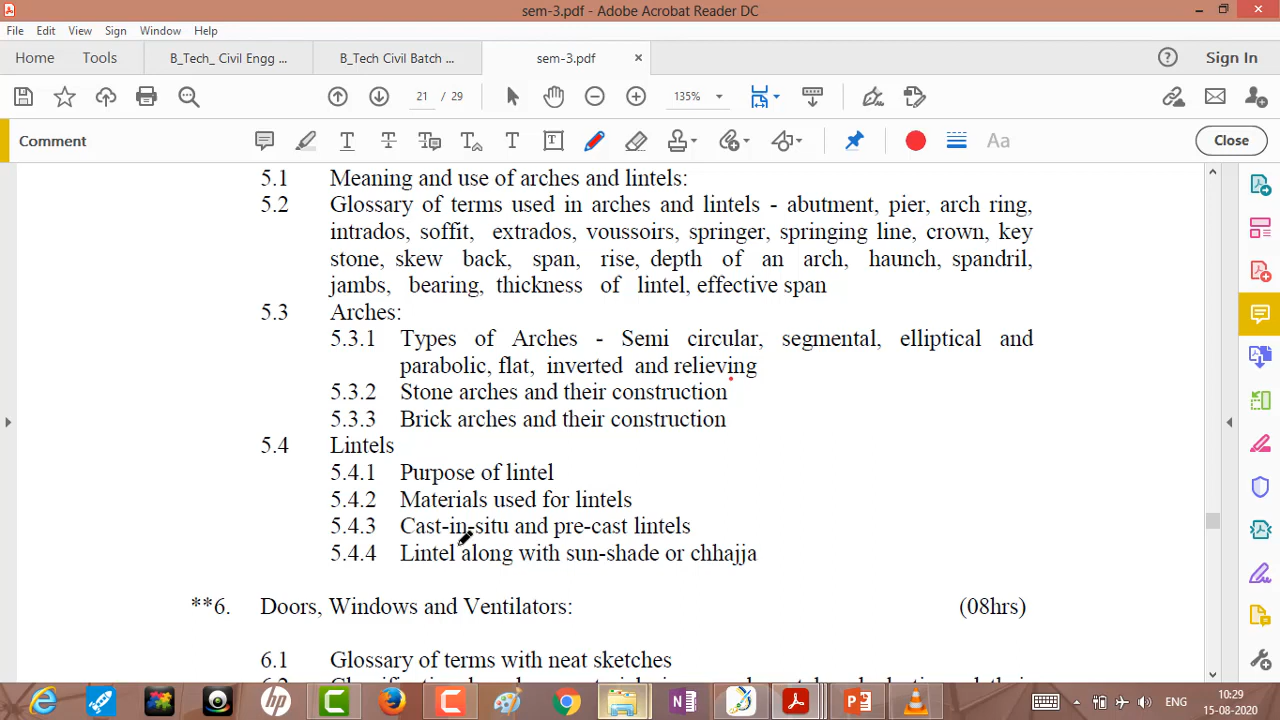 sem-3.pdf - Adobe Acrobat Reader DC
File Edit View Sign Window Help
Home Tools B_Tech_ Civil Engg ... B_Tech Civil Batch ... sem-3.pdf × ? Sign In
21 / 29 135%
Comment T T T T T Aa Close
5.1 Meaning and use of arches and lintels:
5.2 Glossary of terms used in arches and lintels - abutment, pier, arch ring,
intrados, soffit, extrados, voussoirs, springer, springing line, crown, key
stone, skew back, span, rise, depth of an arch, haunch, spandril,
jambs, bearing, thickness of lintel, effective span
5.3 Arches:
5.3.1 Types of Arches - Semi circular, segmental, elliptical and
parabolic, flat, inverted and relieving
5.3.2 Stone arches and their construction
5.3.3 Brick arches and their construction
5.4 Lintels
5.4.1 Purpose of lintel
5.4.2 Materials used for lintels
5.4.3 Cast-in-situ and pre-cast lintels
5.4.4 Lintel along with sun-shade or chhajja
**6. Doors, Windows and Ventilators: (08hrs)
6.1 Glossary of terms with neat sketches
ENG 10:29
15-08-2020